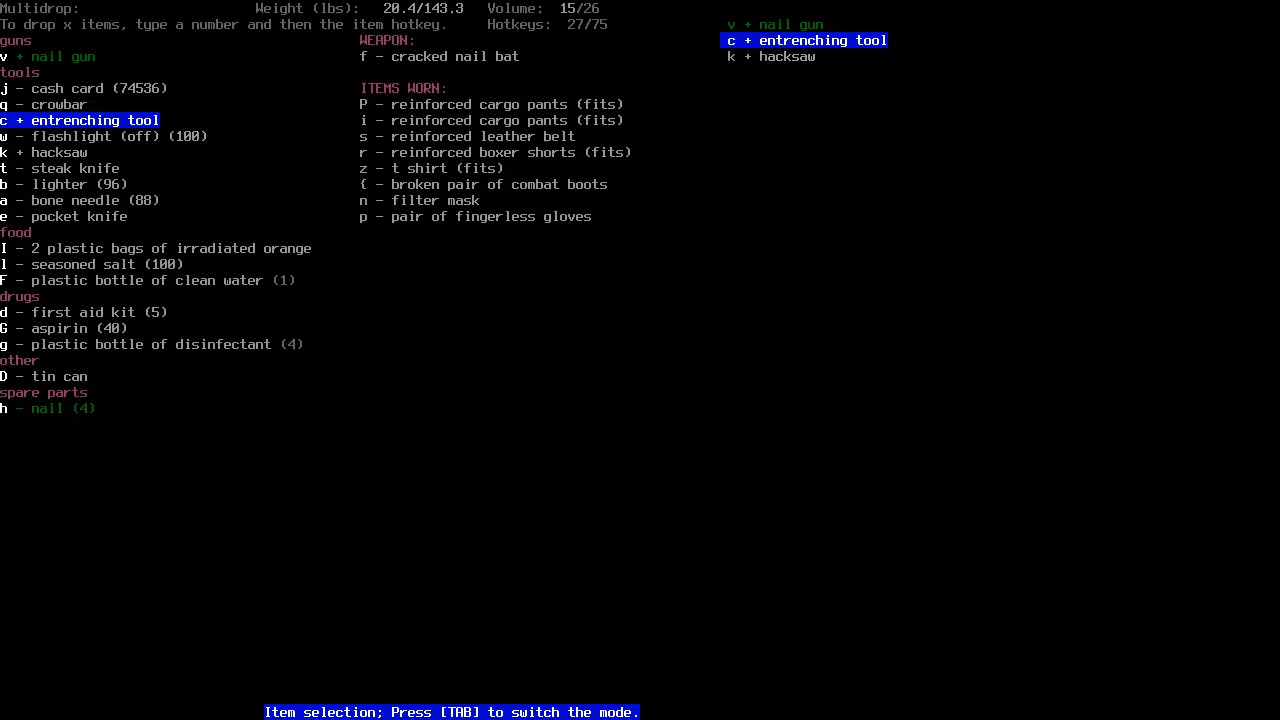 Multidrop: Weight (lbs): 20.4/143.3 Volume: 15/26
To drop x items, type a number and then the item hotkey. Hotkeys: 27/75
guns
v + nail gun
tools
j - cash card (74536)
q - crowbar
c + entrenching tool
w - flashlight (off) (100)
k + hacksaw
t - steak knife
b - lighter (96)
a - bone needle (88)
e - pocket knife
food
I - 2 plastic bags of irradiated orange
l - seasoned salt (100)
F - plastic bottle of clean water (1)
drugs
d - first aid kit (5)
G - aspirin (40)
g - plastic bottle of disinfectant (4)
other
D - tin can
spare parts
h - nail (4)
WEAPON:
f - cracked nail bat
ITEMS WORN:
P - reinforced cargo pants (fits)
i - reinforced cargo pants (fits)
s - reinforced leather belt
r - reinforced boxer shorts (fits)
z - t shirt (fits)
{ - broken pair of combat boots
n - filter mask
p - pair of fingerless gloves
v + nail gun
c + entrenching tool
k + hacksaw
Item selection; Press [TAB] to switch the mode.